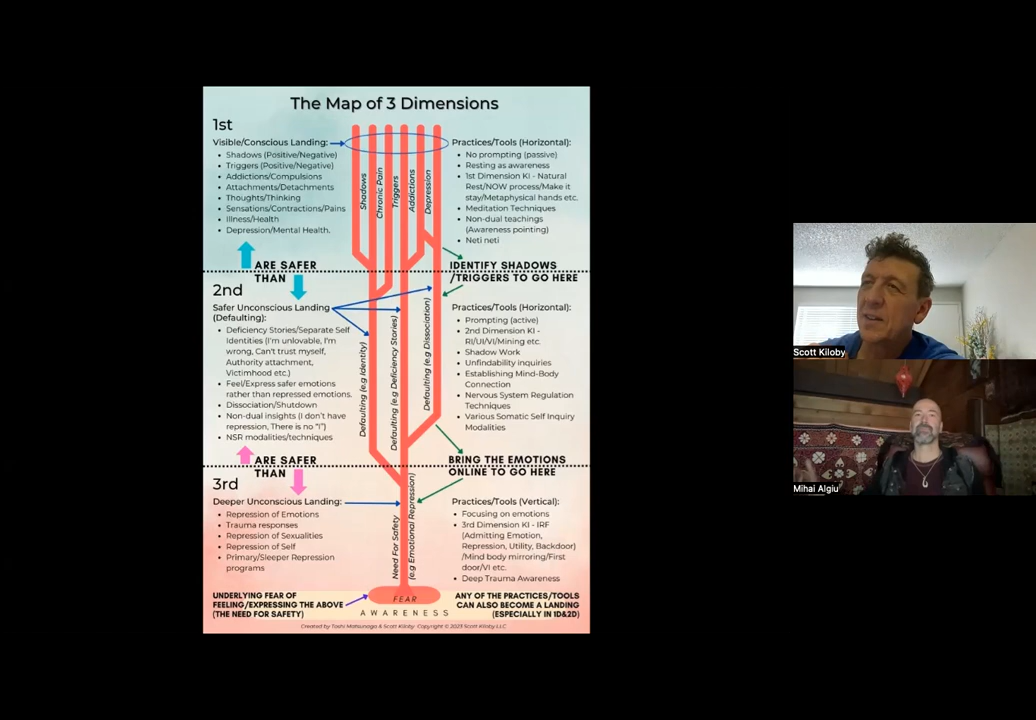 The Map of 3 Dimensions
1st
Visible/Conscious Landing:
Shadows (Positive/Negative)
Triggers (Positive/Negative)
Addictions/Compulsions
Attachments/Detachments
Thoughts/Thinking
Sensations/Contractions/Pains
Illness/Health
Depression/Mental Health.
Shadows
Chronic Pain
Triggers
Addictions
Depression
Practices/Tools (Horizontal):
No prompting (passive)
Resting as awareness
1st Dimension KI - Natural
Rest/NOW process/Make it
stay/Metaphysical hands etc.
Meditation Techniques
Non-dual teachings
(Awareness pointing)
Neti neti
ARE SAFER
THAN
IDENTIFY SHADOWS
/TRIGGERS TO GO HERE
2nd
Safer Unconscious Landing
(Defaulting):
Deficiency Stories/Separate Self
Identities (I'm unlovable, I'm
wrong, Can't trust myself,
Authority attachment,
Victimhood etc.)
Feel/Express safer emotions
rather than repressed emotions.
Dissociation/Shutdown
Non-dual insights (I don't have
repression, There is no "I")
NSR modalities/techniques
Defaulting (e.g Identity)
Defaulting (e.g Deficiency Stories)
Defaulting (e.g Dissociation)
Practices/Tools (Horizontal):
Prompting (active)
2nd Dimension KI -
RI/UI/VI/Mining etc.
Shadow Work
Unfindability inquiries
Establishing Mind-Body
Connection
Nervous System Regulation
Techniques
Various Somatic Self Inquiry
Modalities
ARE SAFER
THAN
BRING THE EMOTIONS
ONLINE TO GO HERE
3rd
Deeper Unconscious Landing:
Repression of Emotions
Trauma responses
Repression of Sexualities
Repression of Self
Primary/Sleeper Repression
programs
Need For Safety
(e.g Emotional Repression)
Practices/Tools (Vertical):
Focusing on emotions
3rd Dimension KI - IRF
(Admitting Emotion,
Repression, Utility, Backdoor)
/Mind body mirroring/First
door/VI etc.
Deep Trauma Awareness
UNDERLYING FEAR OF
FEELING/EXPRESSING THE ABOVE
(THE NEED FOR SAFETY)
FEAR
AWARENESS
ANY OF THE PRACTICES/TOOLS
CAN ALSO BECOME A LANDING
(ESPECIALLY IN 1D&2D)
Created by Toshi Matsunaga & Scott Kiloby Copyright © 2023 Scott Kiloby LLC
Scott Kiloby
Mihai Algiu